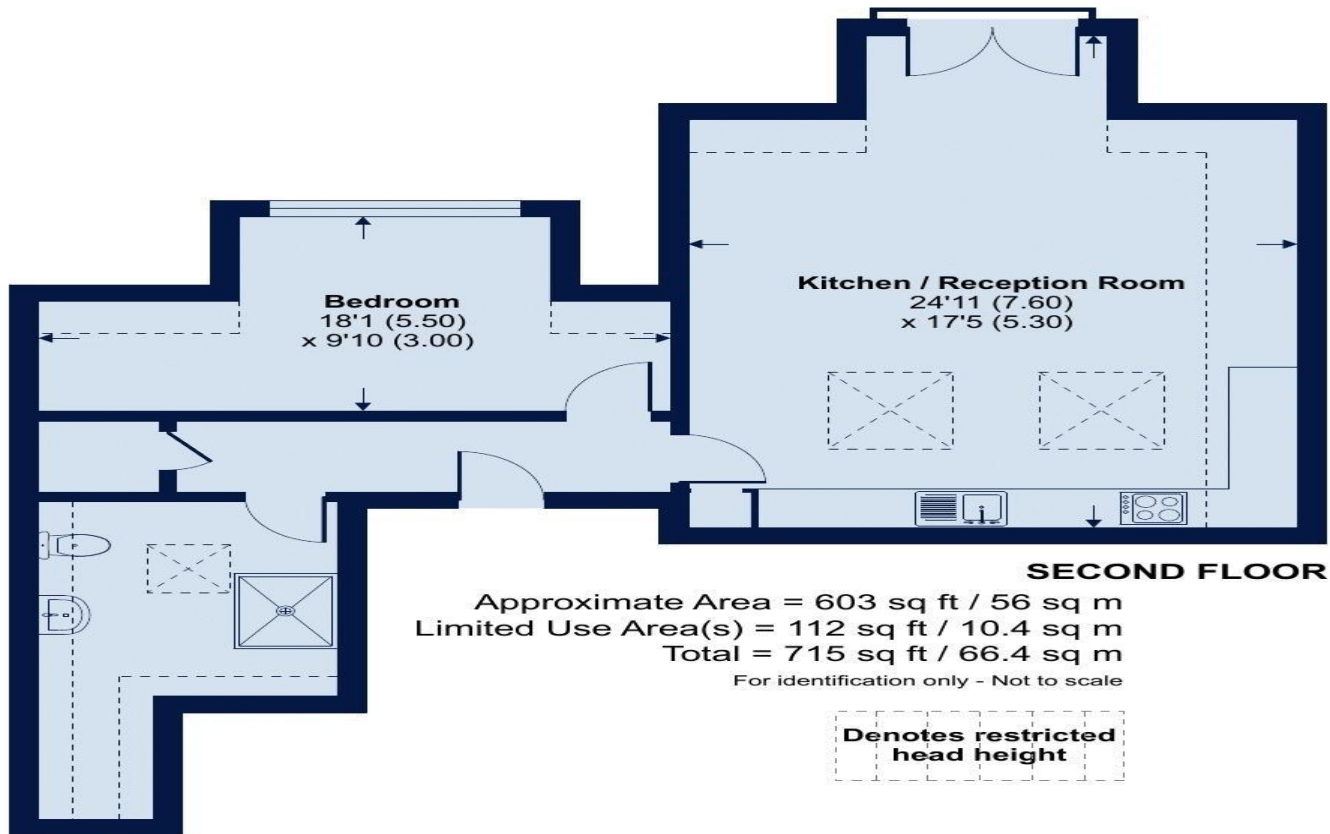 Bedroom
18'1 (5.50)
x 9'10 (3.00)
Kitchen / Reception Room
24'11 (7.60)
x 17'5 (5.30)
SECOND FLOOR
Approximate Area = 603 sq ft / 56 sq m
Limited Use Area(s) = 112 sq ft / 10.4 sq m
Total = 715 sq ft / 66.4 sq m
For identification only - Not to scale
Denotes restricted
head height